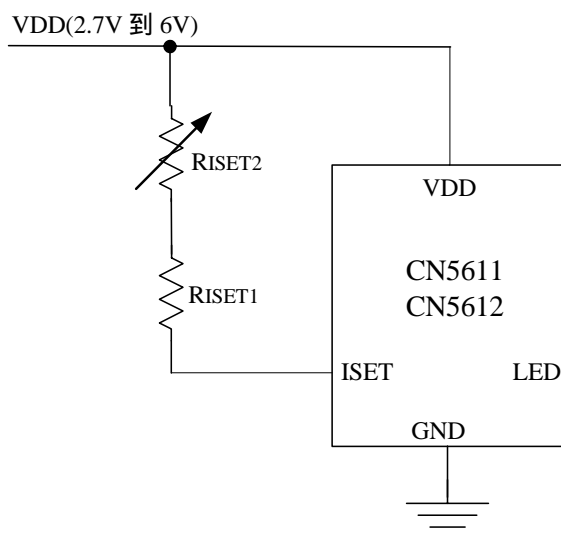 VDD(2.7V 到 6V)
RISET2
VDD
CN5611
CN5612
RISET1
ISET LED
GND